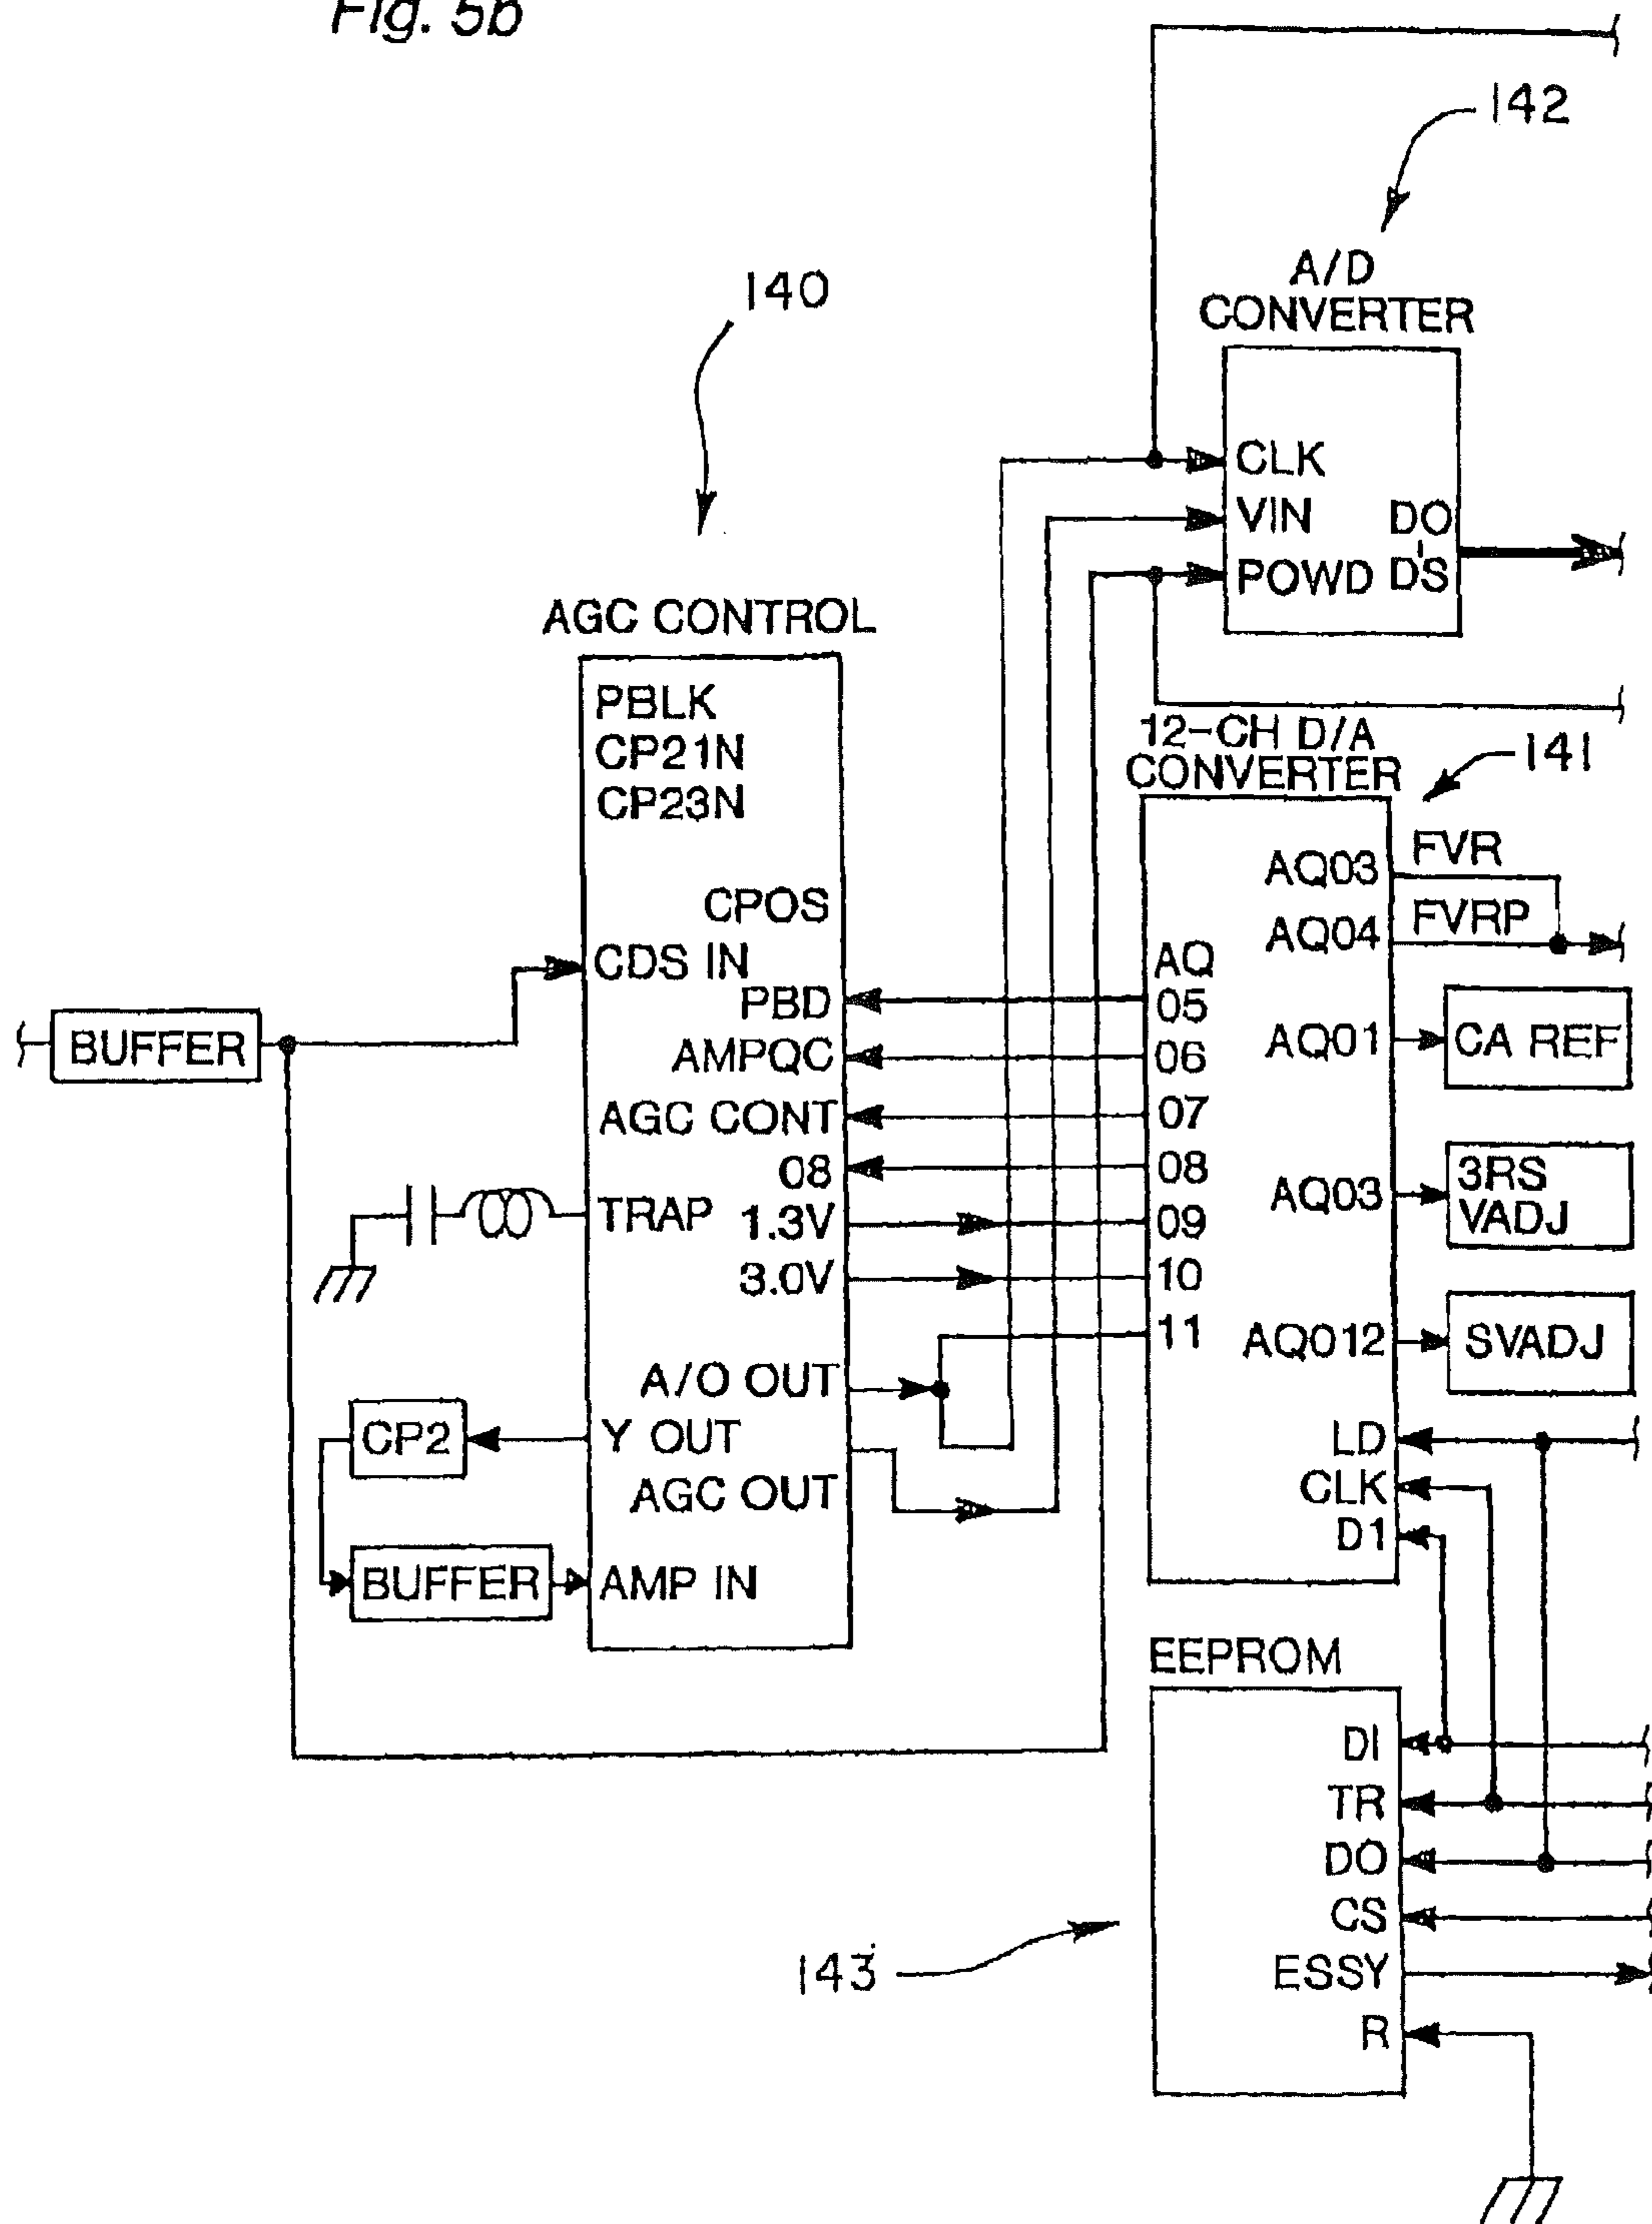 Fig. 5b
142
A/D
CONVERTER
CLK
VIN
POWD
DO
DS
140
AGC CONTROL
PBLK
CP21N
CP23N
CPOS
CDS IN
PBD
AMPQC
AGC CONT
08
TRAP
1.3V
3.0V
A/O OUT
Y OUT
AGC OUT
AMP IN
BUFFER
CP2
BUFFER
12-CH D/A
CONVERTER
141
AQ03
FVR
AQ04
FVRP
AQ
05
06
07
08
09
10
11
AQ01
CA REF
AQ03
3RS
VADJ
AQ012
SVADJ
LD
CLK
D1
EEPROM
DI
TR
DO
CS
ESSY
R
143